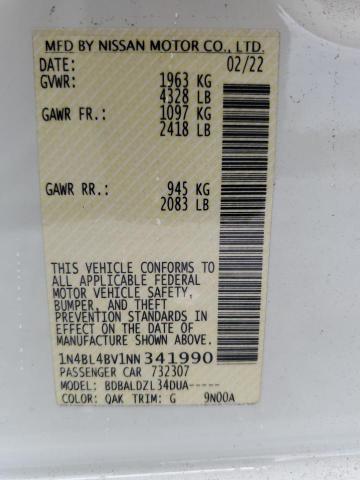 MFD BY NISSAN MOTOR CO., LTD.
DATE: 02/22
GVWR: 1963 KG
4328 LB
GAWR FR.: 1097 KG
2418 LB
GAWR RR.: 945 KG
2083 LB
THIS VEHICLE CONFORMS TO
ALL APPLICABLE FEDERAL
MOTOR VEHICLE SAFETY,
BUMPER, AND THEFT
PREVENTION STANDARDS
IN EFFECT ON THE DATE OF
MANUFACTURE SHOWN ABOVE.
1N4BL4BV1NN341990
PASSENGER CAR 732307
MODEL: BDBALDZL34DUA-----
COLOR: QAK TRIM: G 9N00A